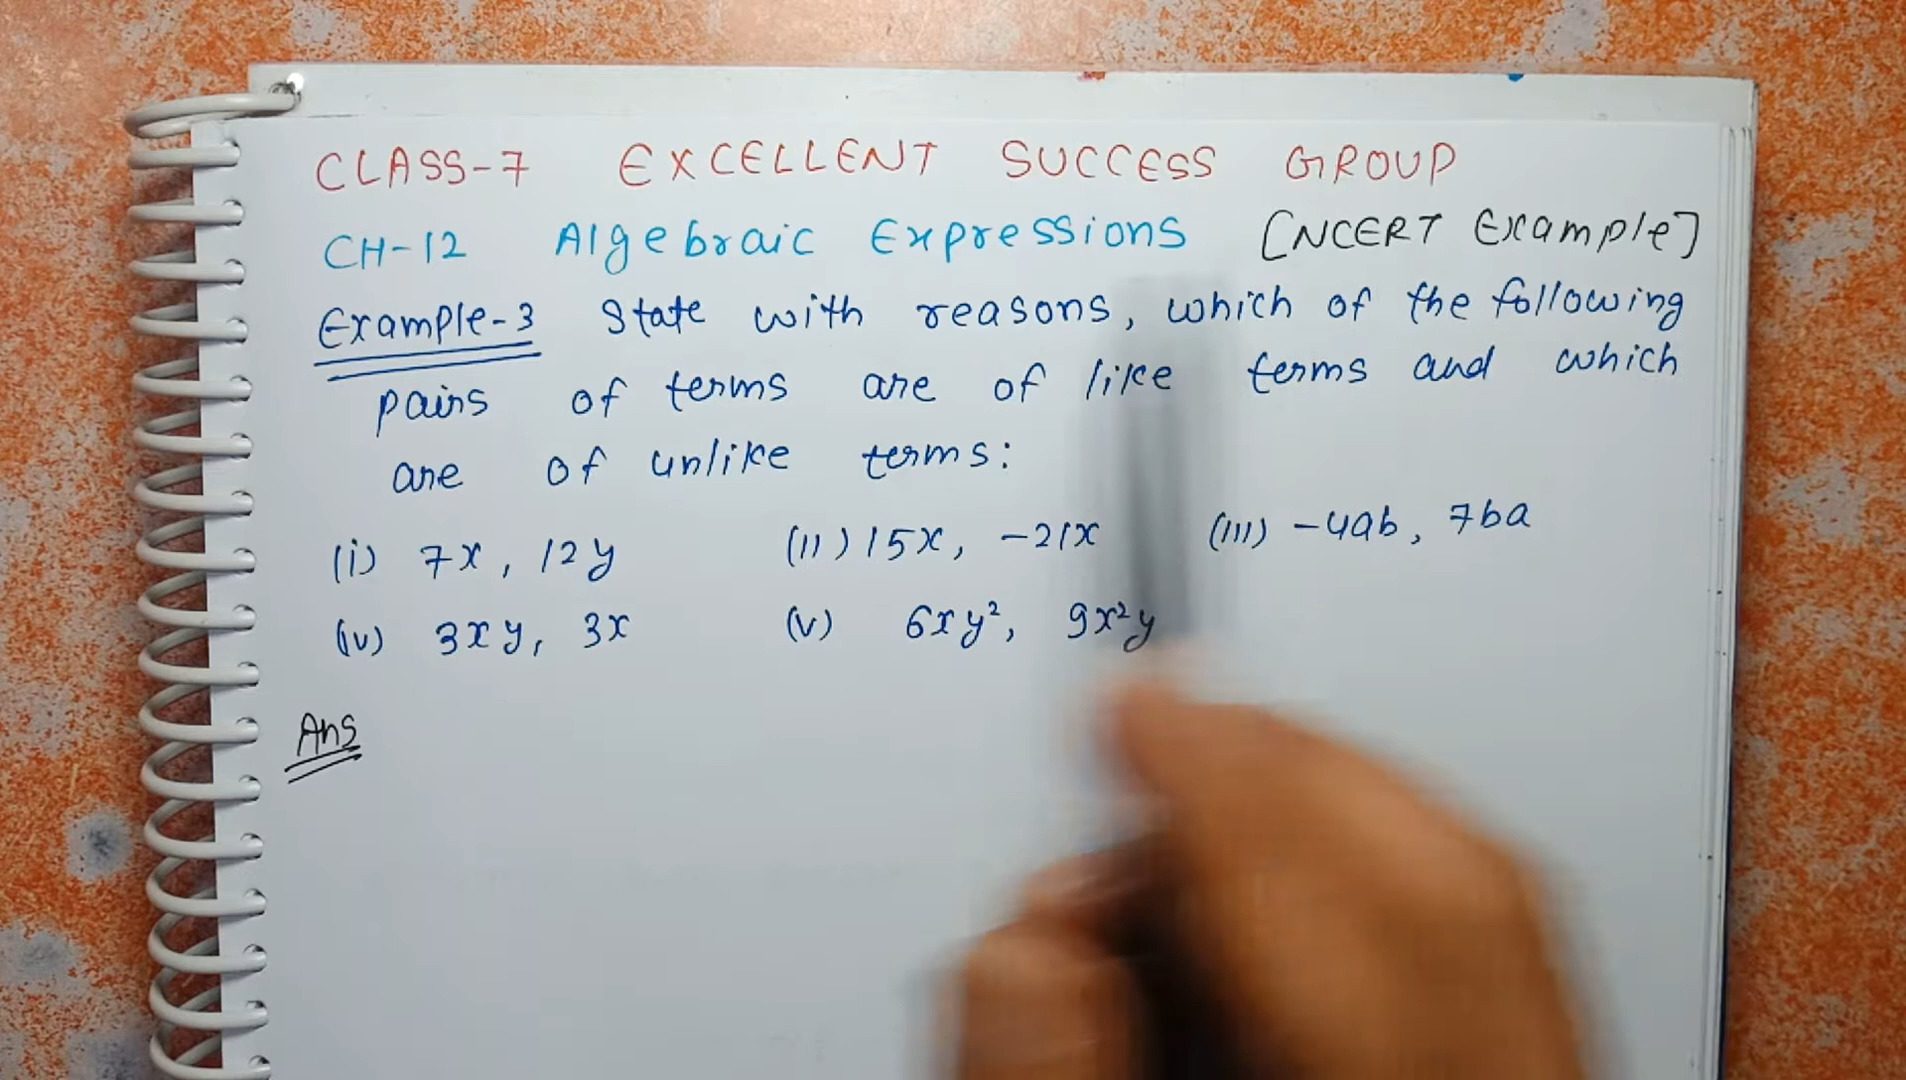 CLASS-7 EXCELLENT SUCCESS GROUP
CH-12 Algebraic Expressions [NCERT Example]
Example-3 State with reasons, which of the following
pairs of terms are of like terms and which
are of unlike terms:
(i) 7x, 12y (ii) 15x, -21x (iii) -4ab, 7ba
(iv) 3xy, 3x (v) 6xy², 9x²y
Ans